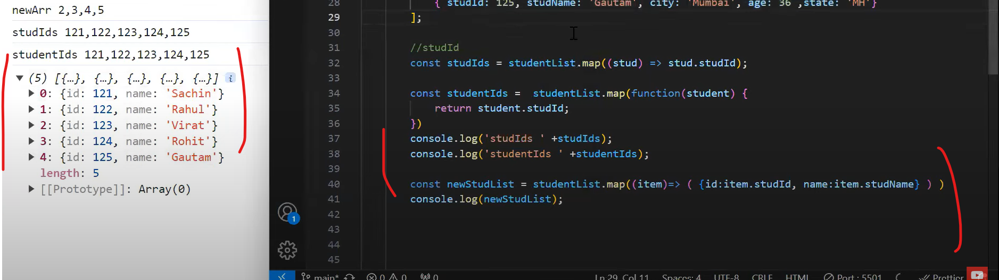 newArr 2,3,4,5
studIds 121,122,123,124,125
studentIds 121,122,123,124,125
▼ (5) [{…}, {…}, {…}, {…}, {…}] i
▶ 0: {id: 121, name: 'Sachin'}
▶ 1: {id: 122, name: 'Rahul'}
▶ 2: {id: 123, name: 'Virat'}
▶ 3: {id: 124, name: 'Rohit'}
▶ 4: {id: 125, name: 'Gautam'}
length: 5
▶ [[Prototype]]: Array(0)
28 { studId: 125, studName: 'Gautam', city: 'Mumbai', age: 36 ,state: 'MH'}
29 ];
30
31 //studId
32 const studIds = studentList.map((stud) => stud.studId);
33
34 const studentIds =  studentList.map(function(student) {
35 return student.studId;
36 })
37 console.log('studIds ' +studIds);
38 console.log('studentIds ' +studentIds);
39
40 const newStudList = studentList.map((item)=> ( {id:item.studId, name:item.studName} ) )
41 console.log(newStudList);
42
43
44
45
1
main* 0 0 0 Ln 29, Col 11 Spaces: 4 UTF-8 CRLF HTML Port : 5501 Prettier